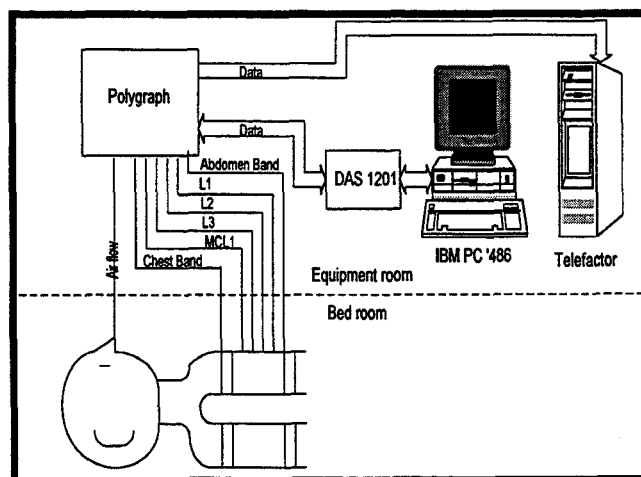 Data
Polygraph
Data
Abdomen Band
DAS 1201
L1
L2
L3
MCL1
Chest Band
Air flow
IBM PC '486
Telefactor
Equipment room
Bed room